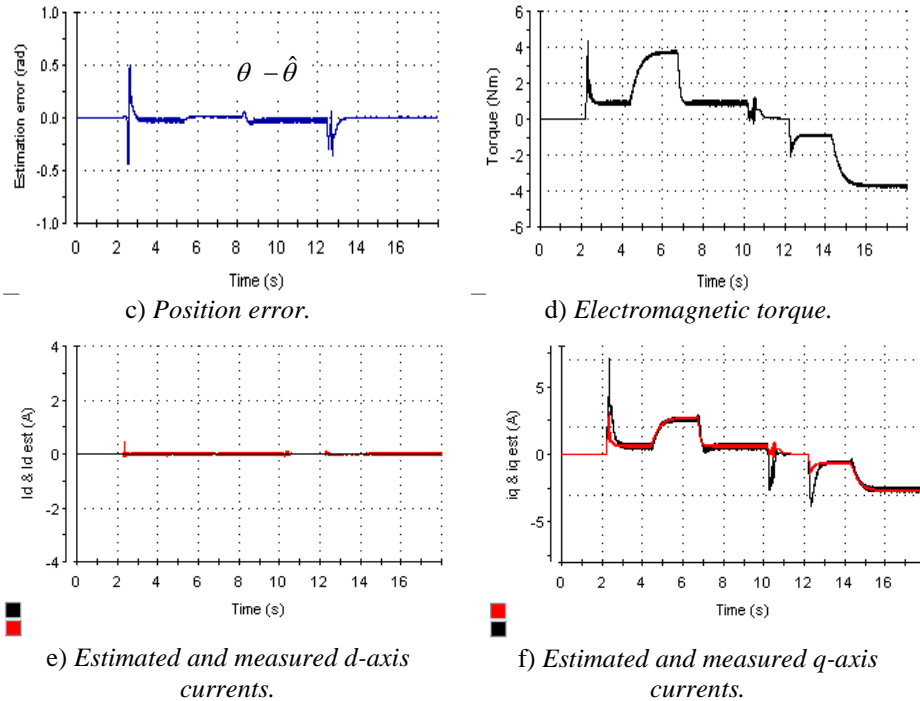 1.0
0.5
0.0
-0.5
-1.0
Estimation error (rad)
θ − θ̂
0 2 4 6 8 10 12 14 16
Time (s)
c) Position error.
6
4
2
0
-2
-4
-6
Torque (Nm)
0 2 4 6 8 10 12 14 16
Time (s)
d) Electromagnetic torque.
4
2
0
-2
-4
Id & Id est (A)
0 2 4 6 8 10 12 14 16
Time (s)
e) Estimated and measured d-axis
currents.
5
0
-5
iq & iq est (A)
0 2 4 6 8 10 12 14 16
Time (s)
f) Estimated and measured q-axis
currents.